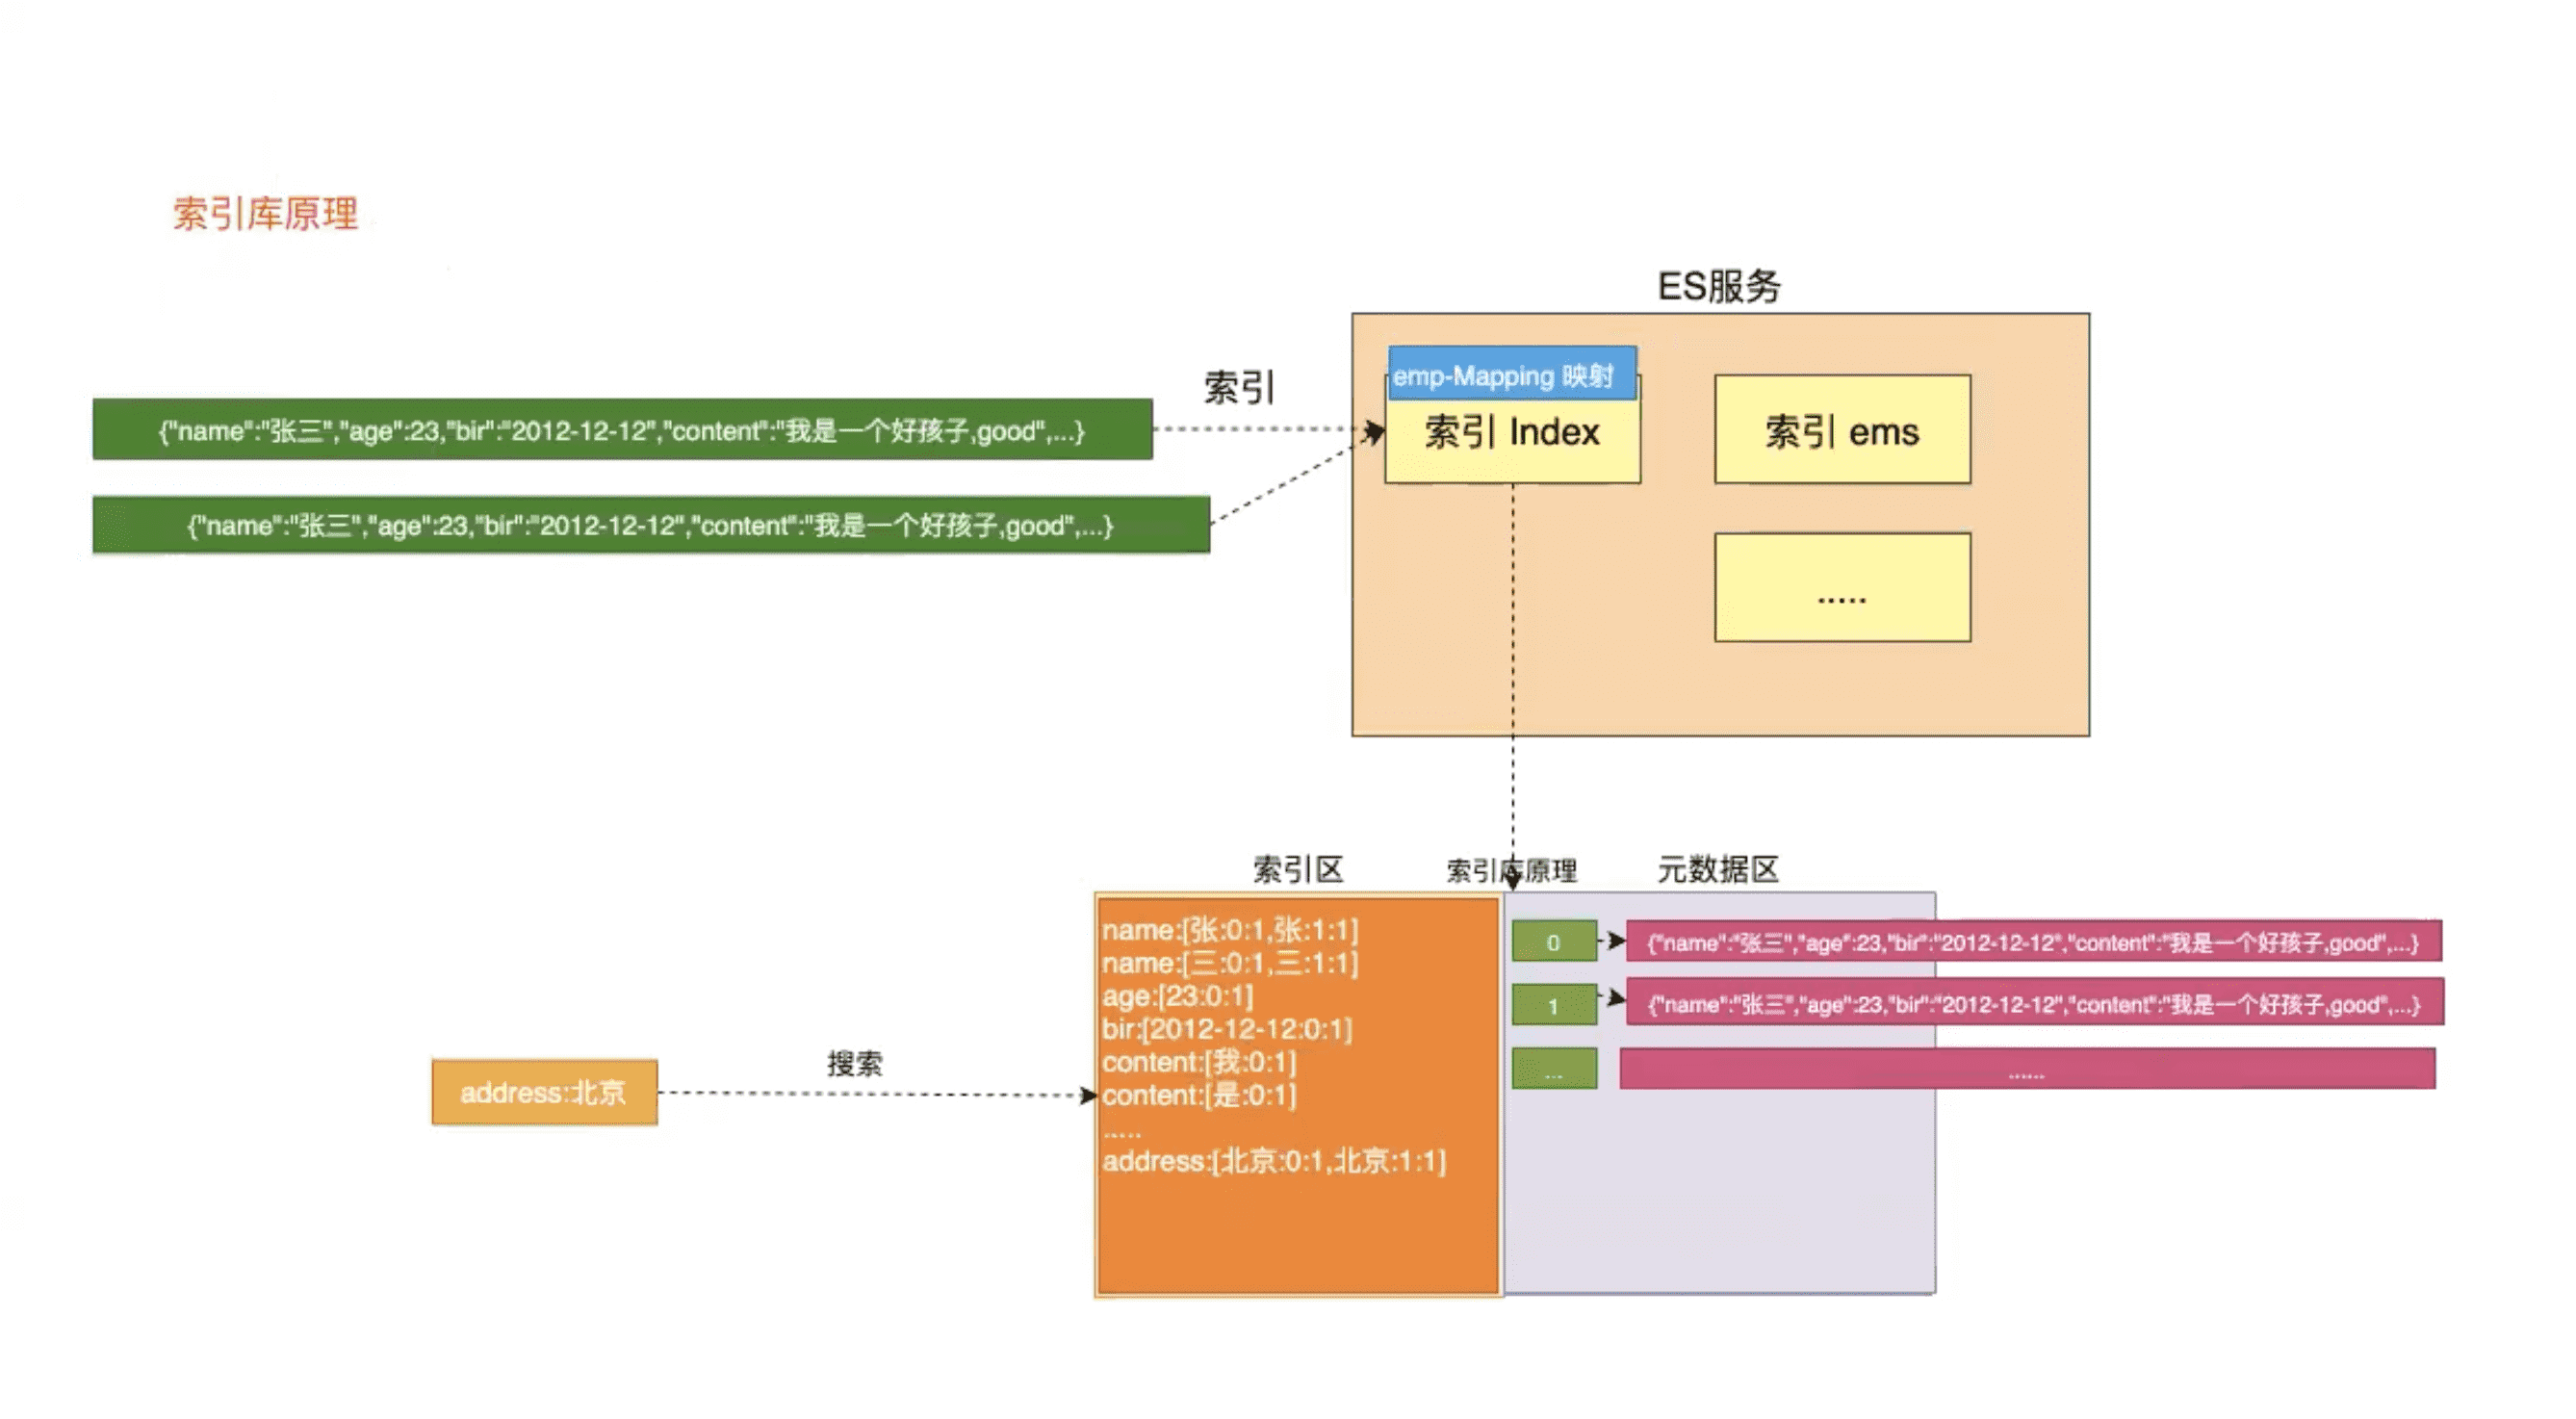 索引库原理
ES服务
emp-Mapping 映射
索引
{"name":"张三","age":23,"bir":"2012-12-12","content":"我是一个好孩子,good",...}
索引 Index
索引 ems
{"name":"张三","age":23,"bir":"2012-12-12","content":"我是一个好孩子,good",...}
.....
索引区
索引库原理
元数据区
name:[张:0:1,张:1:1]
name:[三:0:1,三:1:1]
age:[23:0:1]
bir:[2012-12-12:0:1]
content:[我:0:1]
content:[是:0:1]
.....
address:[北京:0:1,北京:1:1]
0
{"name":"张三","age":23,"bir":"2012-12-12","content":"我是一个好孩子,good",...}
1
{"name":"张三","age":23,"bir":"2012-12-12","content":"我是一个好孩子,good",...}
...
......
搜索
address:北京